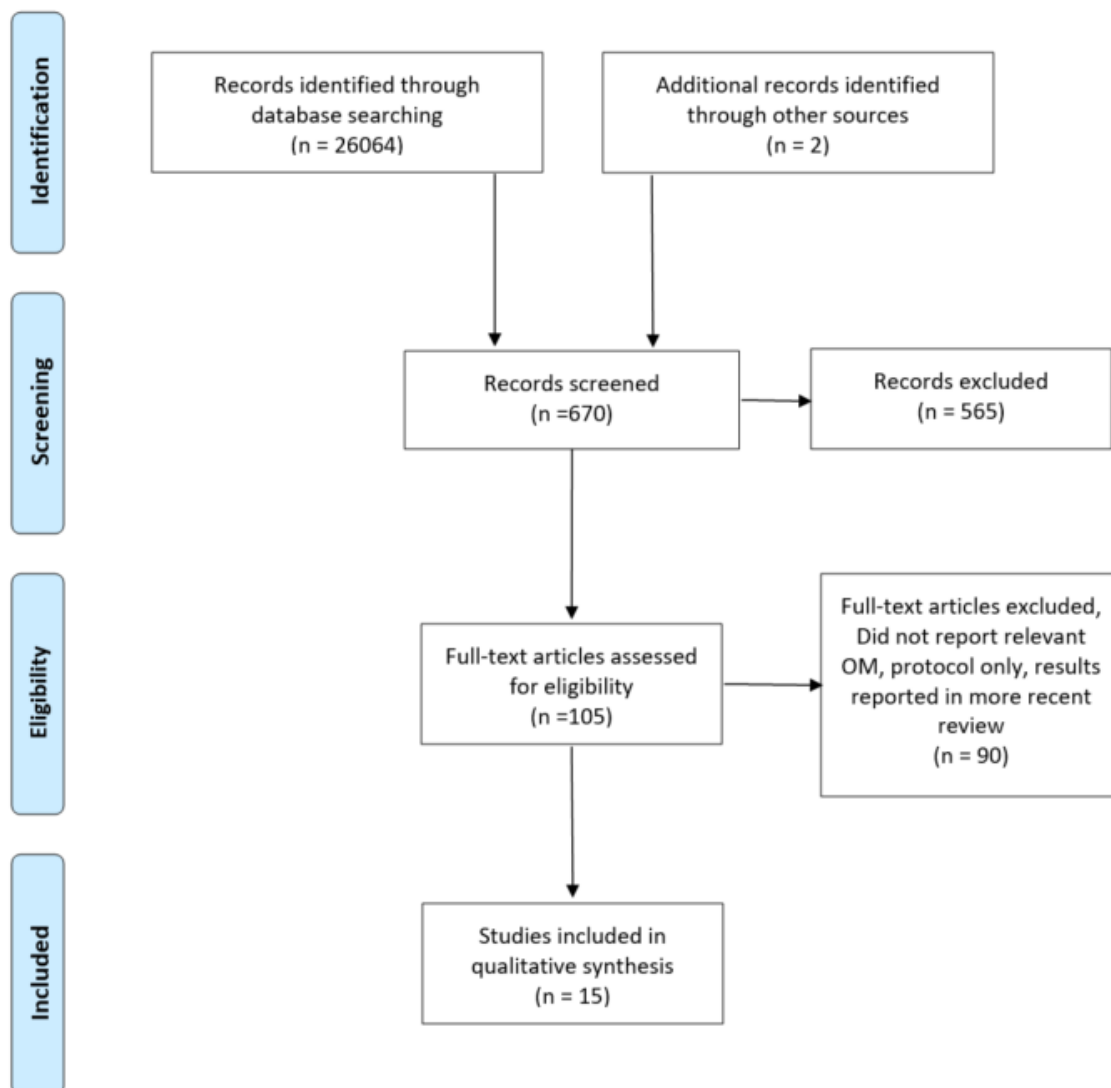 Identification
Records identified through
database searching
(n = 26064)
Additional records identified
through other sources
(n = 2)
Screening
Records screened
(n =670)
Records excluded
(n = 565)
Eligibility
Full-text articles assessed
for eligibility
(n =105)
Full-text articles excluded,
Did not report relevant
OM, protocol only, results
reported in more recent
review
(n = 90)
Included
Studies included in
qualitative synthesis
(n = 15)